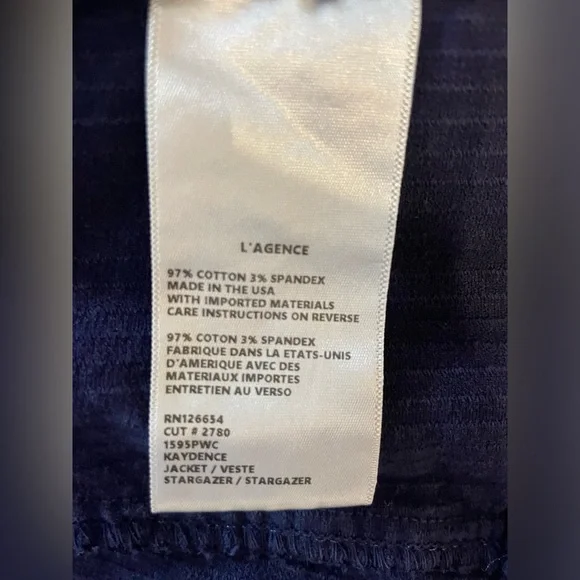 L'AGENCE
97% COTTON 3% SPANDEX
MADE IN THE USA
WITH IMPORTED MATERIALS
CARE INSTRUCTIONS ON REVERSE
97% COTON 3% SPANDEX
FABRIQUE DANS LA ETATS-UNIS
D'AMERIQUE AVEC DES
MATERIAUX IMPORTES
ENTRETIEN AU VERSO
RN126654
CUT # 2780
1595PWC
KAYDENCE
JACKET / VESTE
STARGAZER / STARGAZER